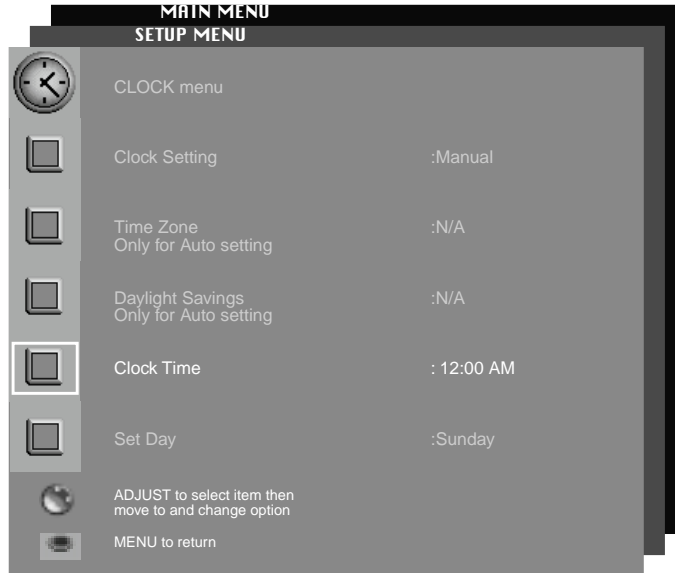 MAIN MENU
SETUP MENU
CLOCK menu
Clock Setting :Manual
Time Zone :N/A
Only for Auto setting
Daylight Savings :N/A
Only for Auto setting
Clock Time : 12:00 AM
Set Day :Sunday
ADJUST to select item then
move to and change option
MENU to return